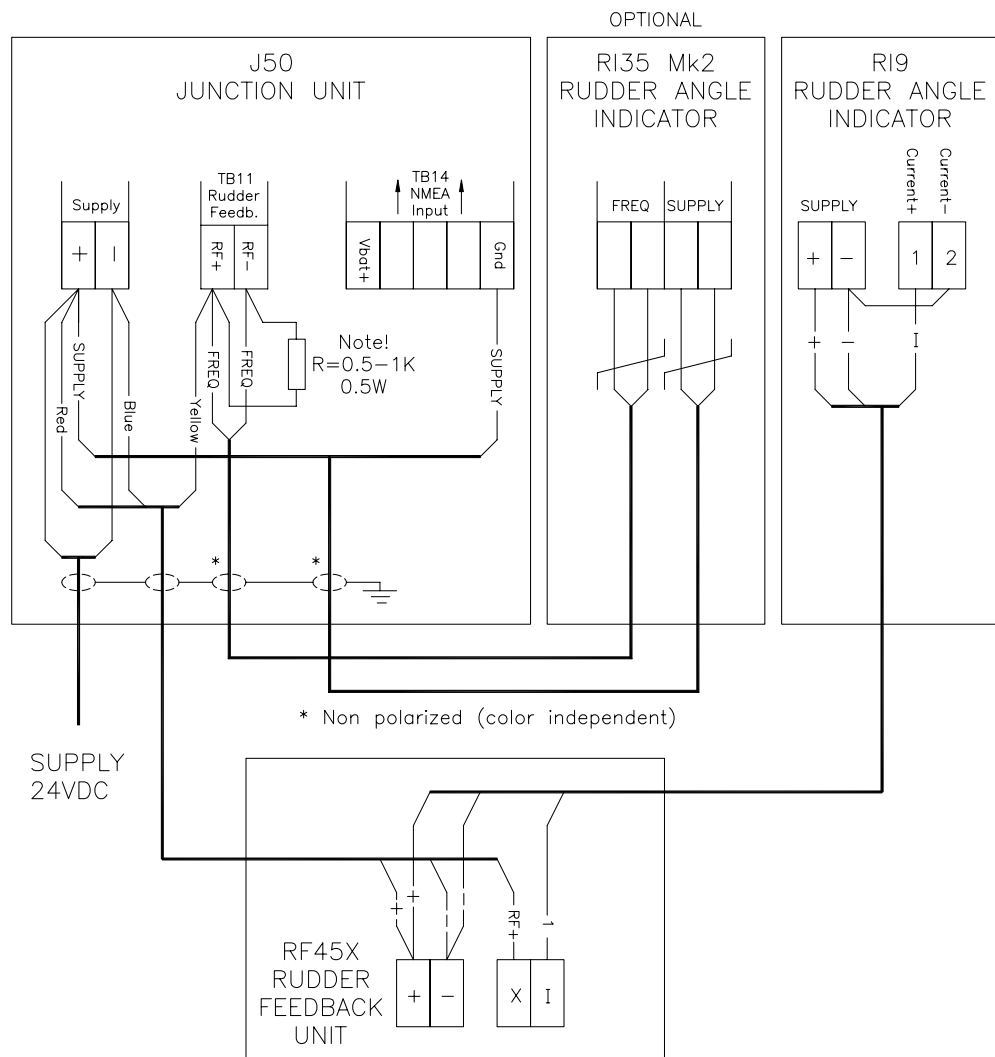 OPTIONAL
J50
JUNCTION UNIT
Supply
+
-
TB11
Rudder
Feedb.
RF+
RF-
TB14
NMEA
Input
Vbat+
Gnd
SUPPLY
Red
Blue
Yellow
FREQ
FREQ
Note!
R=0.5-1K
0.5W
SUPPLY
*
*
RI35 Mk2
RUDDER ANGLE
INDICATOR
FREQ
SUPPLY
RI9
RUDDER ANGLE
INDICATOR
SUPPLY
Current+
Current-
+
-
1
2
+
-
I
* Non polarized (color independent)
SUPPLY
24VDC
RF45X
RUDDER
FEEDBACK
UNIT
+
+
-
-
RF+
1
+
-
X
I